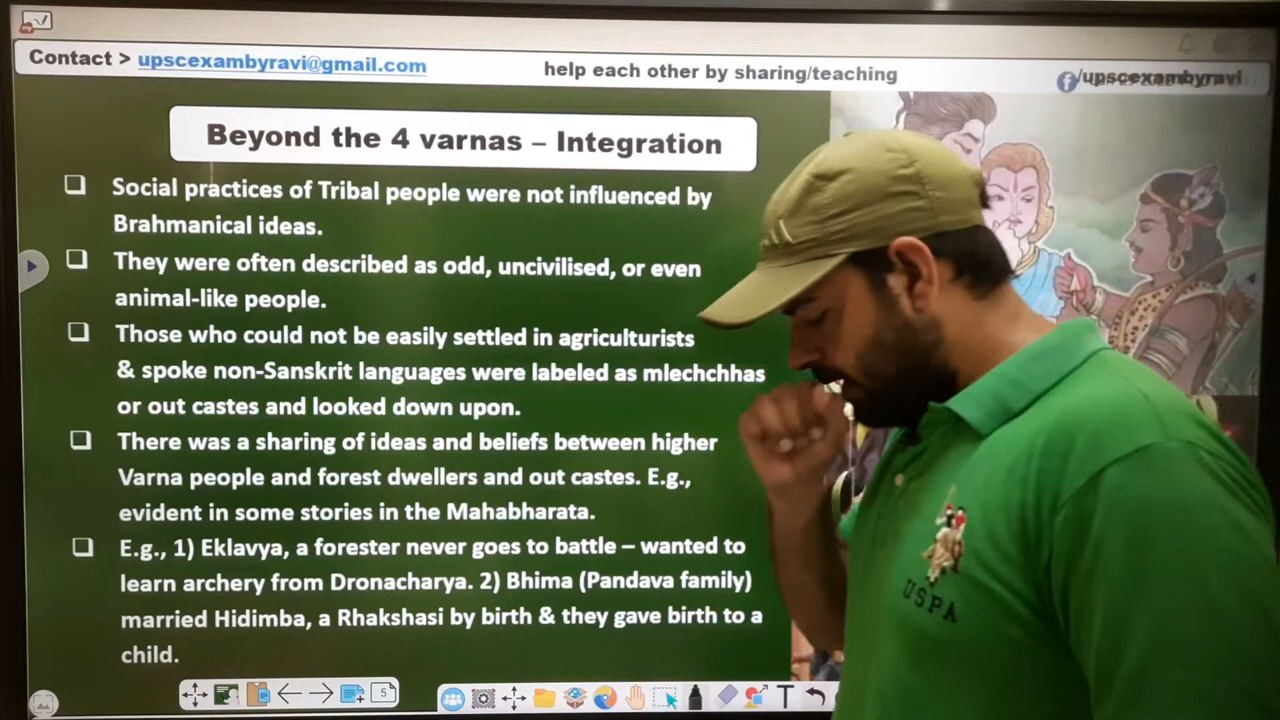 Contact > upscexambyravi@gmail.com
help each other by sharing/teaching
/upscexambyravi
Beyond the 4 varnas – Integration
Social practices of Tribal people were not influenced by
Brahmanical ideas.
They were often described as odd, uncivilised, or even
animal-like people.
Those who could not be easily settled in agriculturists
& spoke non-Sanskrit languages were labeled as mlechchhas
or out castes and looked down upon.
There was a sharing of ideas and beliefs between higher
Varna people and forest dwellers and out castes. E.g.,
evident in some stories in the Mahabharata.
E.g., 1) Eklavya, a forester never goes to battle – wanted to
learn archery from Dronacharya. 2) Bhima (Pandava family)
married Hidimba, a Rhakshasi by birth & they gave birth to a
child.
5
USPA